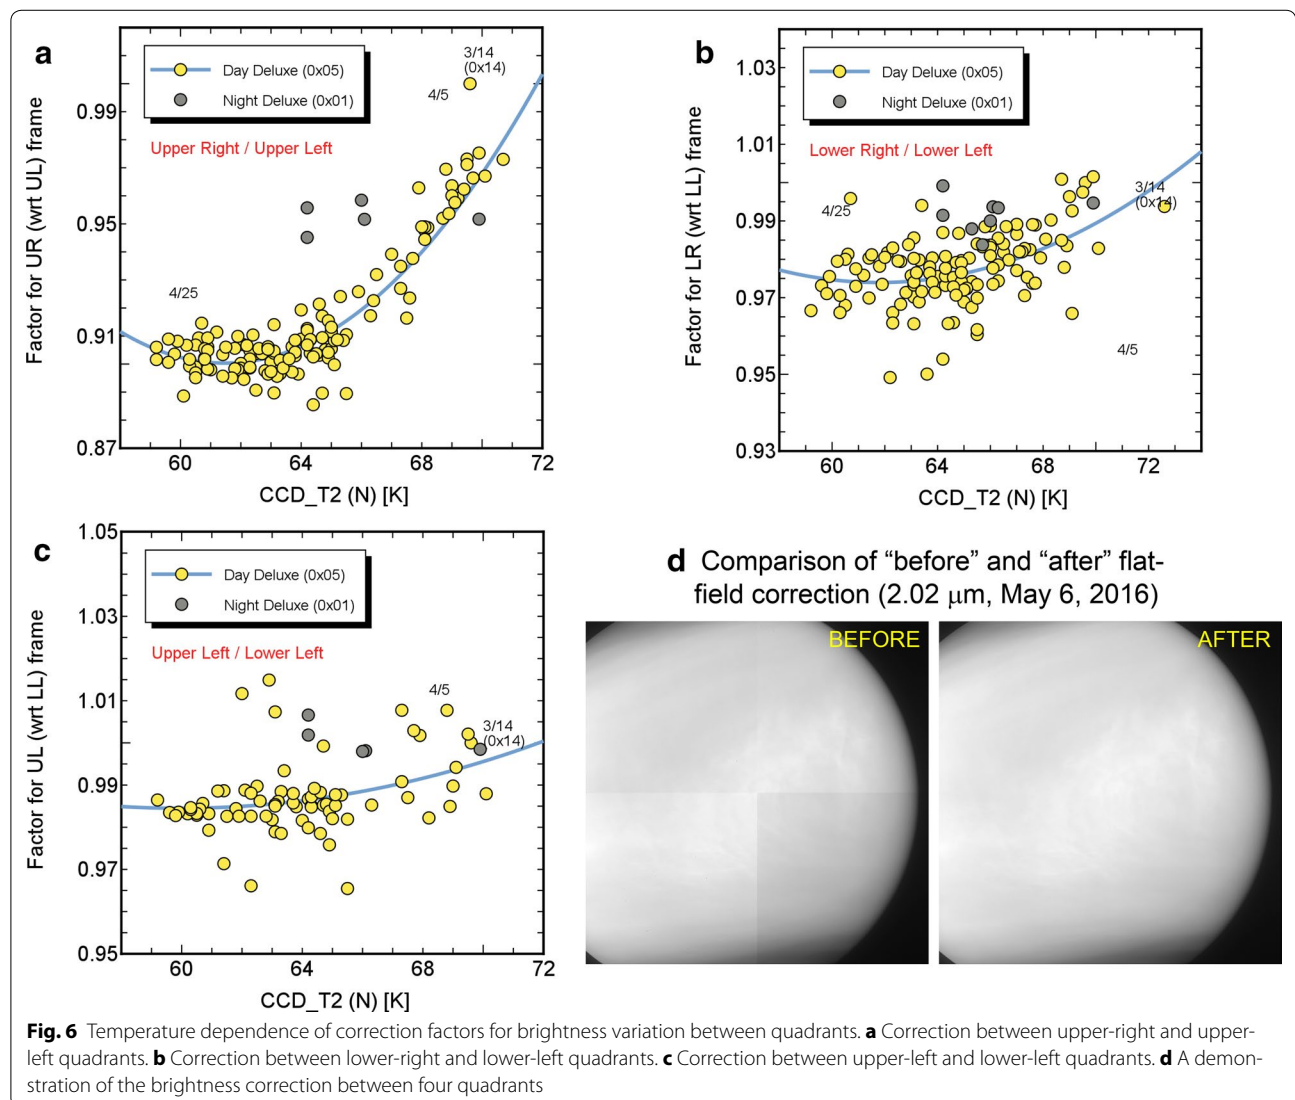 a
Day Deluxe (0x05)
Night Deluxe (0x01)
Upper Right / Upper Left
3/14
(0x14)
4/5
4/25
0.99
0.95
0.91
0.87
60 64 68 72
Factor for UR (wrt UL) frame
CCD_T2 (N) [K]
b
Day Deluxe (0x05)
Night Deluxe (0x01)
Lower Right / Lower Left
4/25
3/14
(0x14)
4/5
1.03
1.01
0.99
0.97
0.95
0.93
60 64 68 72
Factor for LR (wrt LL) frame
CCD_T2 (N) [K]
c
Day Deluxe (0x05)
Night Deluxe (0x01)
Upper Left / Lower Left
4/5
3/14
(0x14)
1.05
1.03
1.01
0.99
0.97
0.95
60 64 68 72
Factor for UL (wrt LL) frame
CCD_T2 (N) [K]
d Comparison of “before” and “after” flat-
field correction (2.02 μm, May 6, 2016)
BEFORE
AFTER
Fig. 6 Temperature dependence of correction factors for brightness variation between quadrants. a Correction between upper-right and upper-
left quadrants. b Correction between lower-right and lower-left quadrants. c Correction between upper-left and lower-left quadrants. d A demon-
stration of the brightness correction between four quadrants